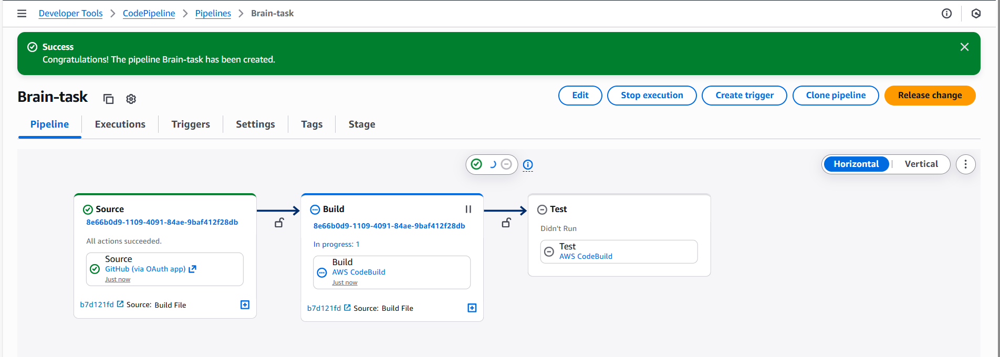 Developer Tools > CodePipeline > Pipelines > Brain-task
Success
Congratulations! The pipeline Brain-task has been created.
Brain-task
Edit
Stop execution
Create trigger
Clone pipeline
Release change
Pipeline
Executions
Triggers
Settings
Tags
Stage
Horizontal
Vertical
Source
8e66b0d9-1109-4091-84ae-9baf412f28db
All actions succeeded.
Source
GitHub (via OAuth app)
Just now
b7d121fd Source: Build File
Build
8e66b0d9-1109-4091-84ae-9baf412f28db
In progress: 1
Build
AWS CodeBuild
Just now
b7d121fd Source: Build File
Test
Didn't Run
Test
AWS CodeBuild